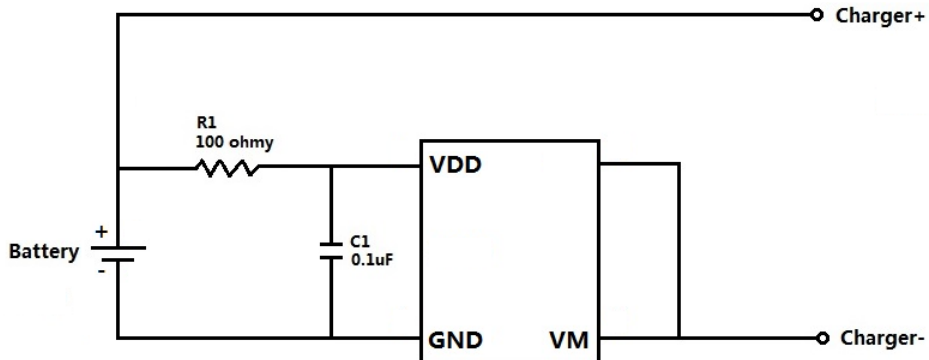 Charger+
R1
100 ohmy
VDD
+
Battery
-
C1
0.1uF
GND
VM
Charger-